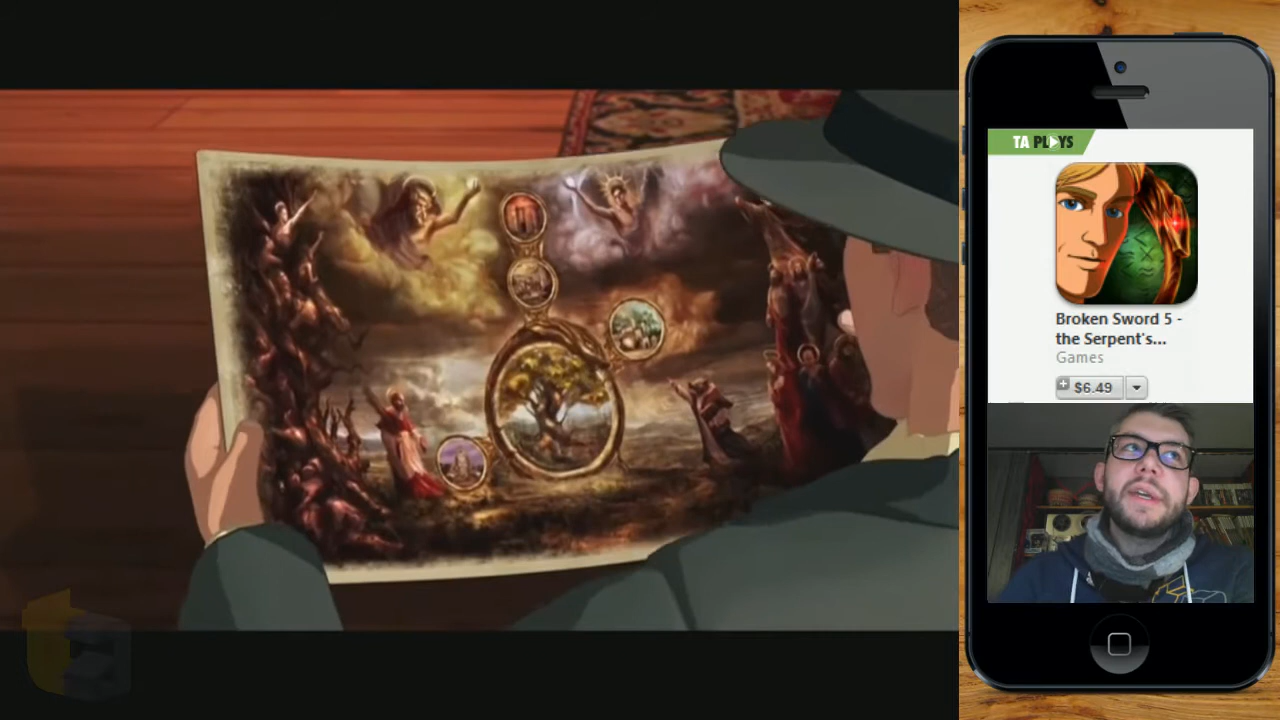 TA PLAYS
Broken Sword 5 -
the Serpent's...
Games
$6.49